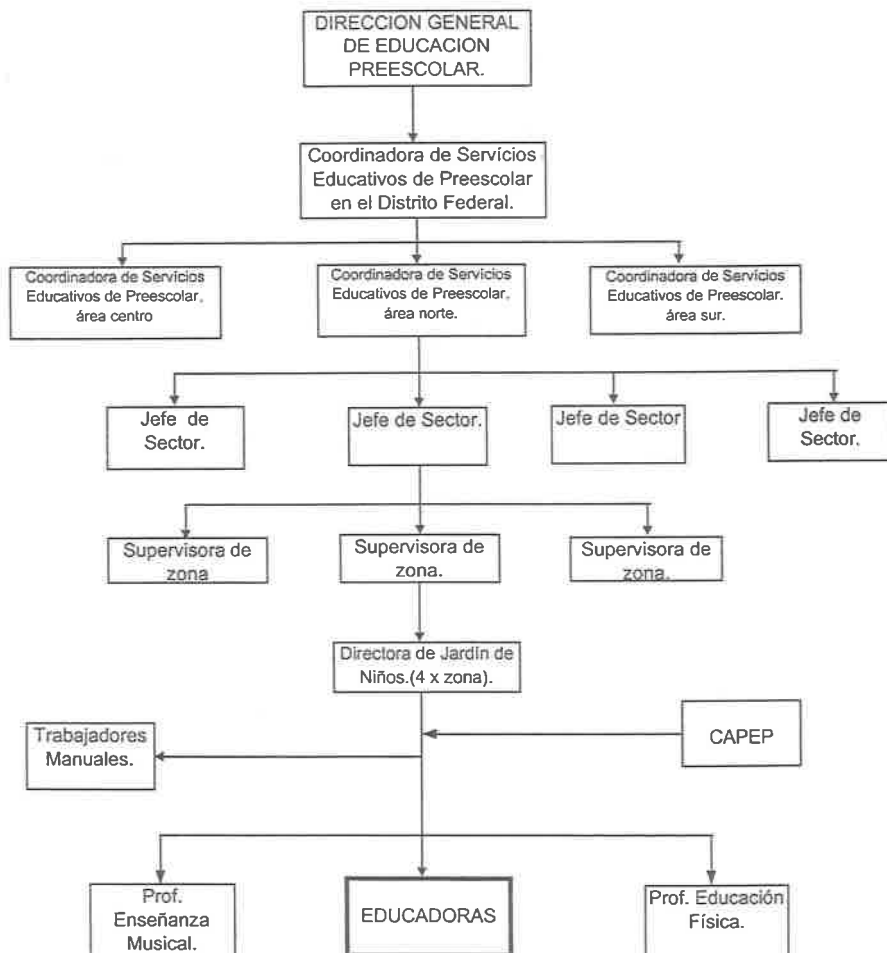 DIRECCION GENERAL
DE EDUCACION
PREESCOLAR.
Coordinadora de Servicios
Educativos de Preescolar
en el Distrito Federal.
Coordinadora de Servicios
Educativos de Preescolar,
área centro
Coordinadora de Servicios
Educativos de Preescolar,
área norte.
Coordinadora de Servicios
Educativos de Preescolar.
área sur.
Jefe de
Sector.
Jefe de Sector.
Jefe de Sector
Jefe de
Sector.
Supervisora de
zona
Supervisora de
zona.
Supervisora de
zona.
Directora de Jardín de
Niños.(4 x zona).
Trabajadores
Manuales.
CAPEP
Prof.
Enseñanza
Musical.
EDUCADORAS
Prof. Educación
Física.